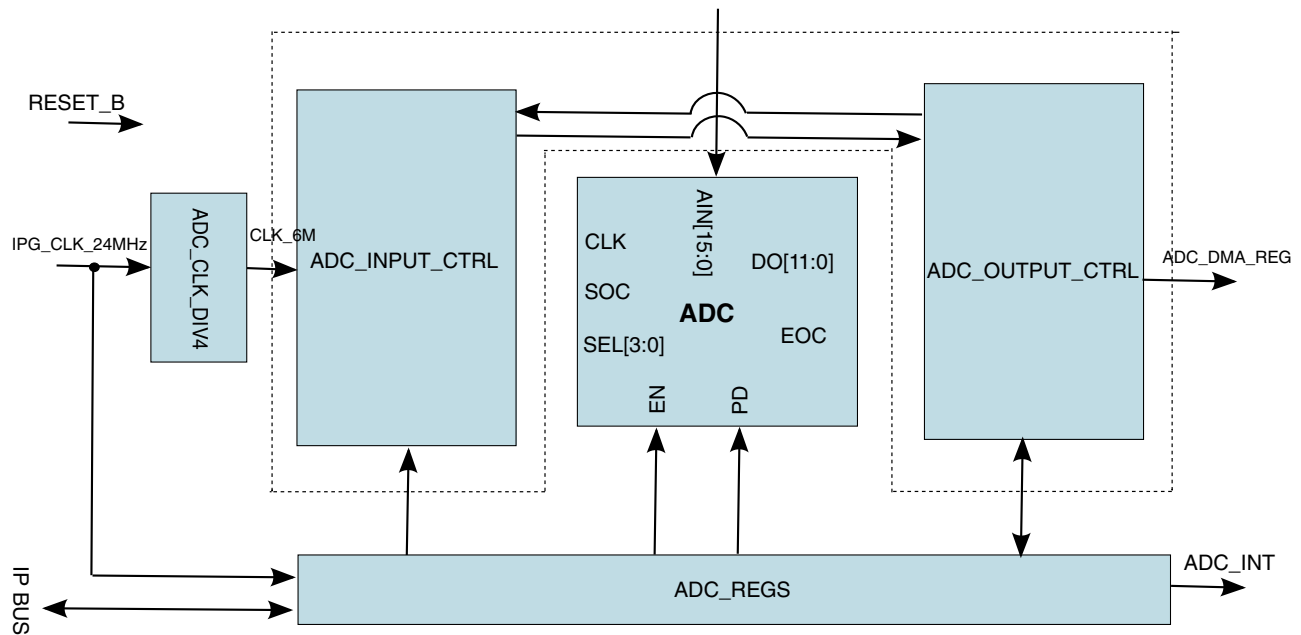 RESET_B
IPG_CLK_24MHz
ADC_CLK_DIV4
CLK_6M
ADC_INPUT_CTRL
CLK
SOC
SEL[3:0]
AIN[15:0]
ADC
DO[11:0]
EOC
EN
PD
ADC_OUTPUT_CTRL
ADC_DMA_REG
IP BUS
ADC_REGS
ADC_INT